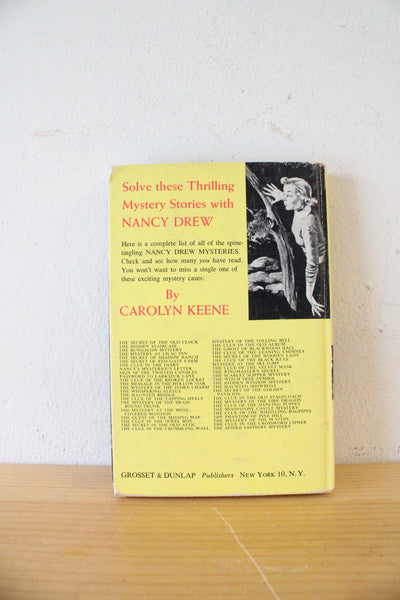 Solve these Thrilling
Mystery Stories with
NANCY DREW
Here is a complete list of all of the spine-
tingling NANCY DREW MYSTERIES.
Check and see how many you have read.
You won't want to miss a single one of
these exciting mystery cases:
By
CAROLYN KEENE
THE SECRET OF THE OLD CLOCK
THE HIDDEN STAIRCASE
THE BUNGALOW MYSTERY
THE MYSTERY AT LILAC INN
THE SECRET OF SHADOW RANCH
THE SECRET OF RED GATE FARM
THE CLUE IN THE DIARY
NANCY'S MYSTERIOUS LETTER
SIGN OF THE TWISTED CANDLES
PASSWORD TO LARKSPUR LANE
THE CLUE OF THE BROKEN LOCKET
THE MESSAGE IN THE HOLLOW OAK
THE MYSTERY OF THE IVORY CHARM
THE WHISPERING STATUE
THE HAUNTED BRIDGE
THE CLUE OF THE TAPPING HEELS
THE MYSTERY OF THE BRASS
BOUND TRUNK
THE MYSTERY AT THE MOSS-
COVERED MANSION
THE QUEST OF THE MISSING MAP
THE CLUE IN THE JEWEL BOX
THE SECRET IN THE OLD ATTIC
THE CLUE IN THE CRUMBLING WALL
MYSTERY OF THE TOLLING BELL
THE CLUE IN THE OLD ALBUM
THE GHOST OF BLACKWOOD HALL
THE CLUE OF THE LEANING CHIMNEY
THE SECRET OF THE WOODEN LADY
THE CLUE OF THE BLACK KEYS
MYSTERY AT THE SKI JUMP
THE CLUE OF THE VELVET MASK
THE RINGMASTER'S SECRET
THE SCARLET SLIPPER MYSTERY
THE WITCH TREE SYMBOL
THE HIDDEN WINDOW MYSTERY
THE HAUNTED SHOWBOAT
THE SECRET OF THE GOLDEN
PAVILION
THE CLUE IN THE OLD STAGECOACH
THE MYSTERY OF THE FIRE DRAGON
THE CLUE OF THE DANCING PUPPET
THE MOONSTONE CASTLE MYSTERY
THE CLUE OF THE WHISTLING BAGPIPES
THE PHANTOM OF PINE HILL
THE MYSTERY OF THE 99 STEPS
THE CLUE IN THE CROSSWORD CIPHER
THE SPIDER SAPPHIRE MYSTERY
GROSSET & DUNLAP Publishers NEW YORK 10, N. Y.